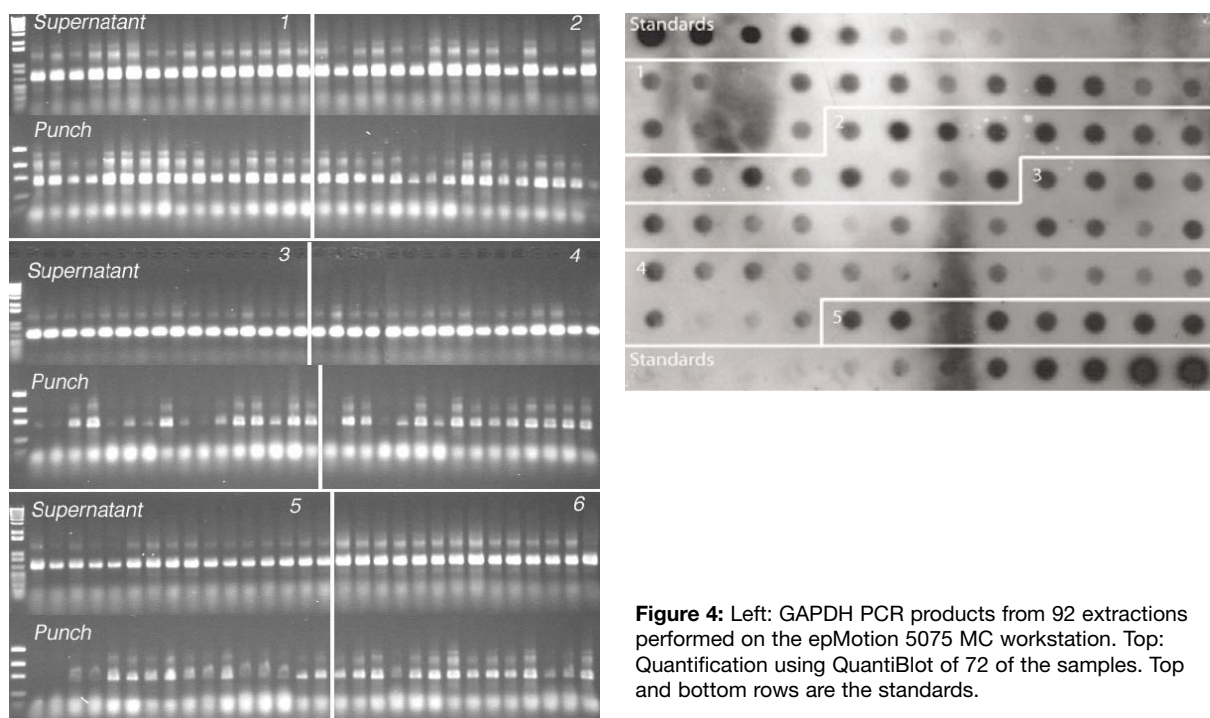 Supernatant 1 2
Punch
Supernatant 3 4
Punch
Supernatant 5 6
Punch
Standards
1
2
3
4
5
Standards
Figure 4: Left: GAPDH PCR products from 92 extractions
performed on the epMotion 5075 MC workstation. Top:
Quantification using QuantiBlot of 72 of the samples. Top
and bottom rows are the standards.